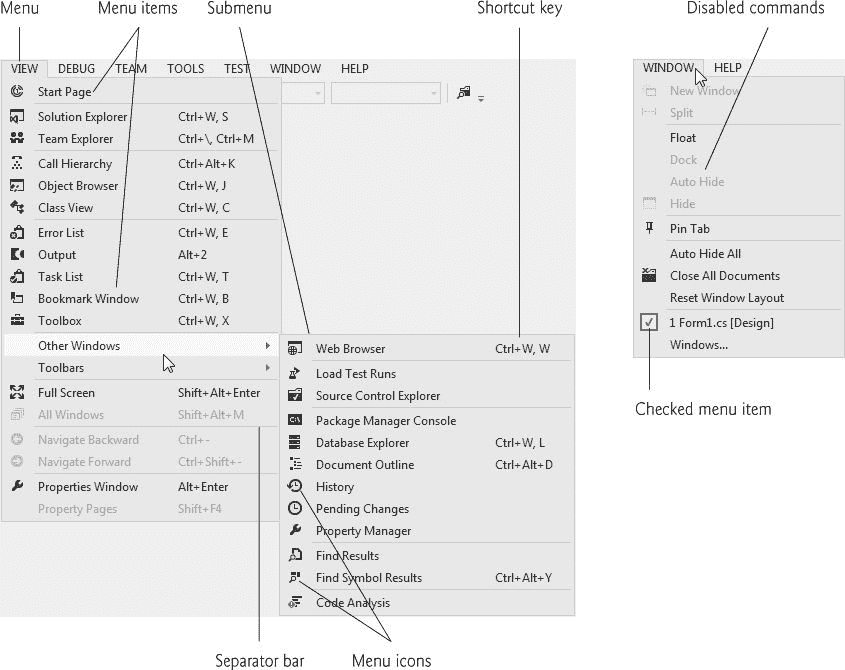 Menu Menu items Submenu Shortcut key Disabled commands
VIEW DEBUG TEAM TOOLS TEST WINDOW HELP
Start Page
Solution Explorer Ctrl+W, S
Team Explorer Ctrl+\, Ctrl+M
Call Hierarchy Ctrl+Alt+K
Object Browser Ctrl+W, J
Class View Ctrl+W, C
Error List Ctrl+W, E
Output Alt+2
Task List Ctrl+W, T
Bookmark Window Ctrl+W, B
Toolbox Ctrl+W, X
Other Windows
Toolbars
Full Screen Shift+Alt+Enter
All Windows Shift+Alt+M
Navigate Backward Ctrl+-
Navigate Forward Ctrl+Shift+-
Properties Window Alt+Enter
Property Pages Shift+F4
Web Browser Ctrl+W, W
Load Test Runs
Source Control Explorer
Package Manager Console
Database Explorer Ctrl+W, L
Document Outline Ctrl+Alt+D
History
Pending Changes
Property Manager
Find Results
Find Symbol Results Ctrl+Alt+Y
Code Analysis
WINDOW HELP
New Window
Split
Float
Dock
Auto Hide
Hide
Pin Tab
Auto Hide All
Close All Documents
Reset Window Layout
1 Form1.cs [Design]
Windows...
Checked menu item
Separator bar Menu icons